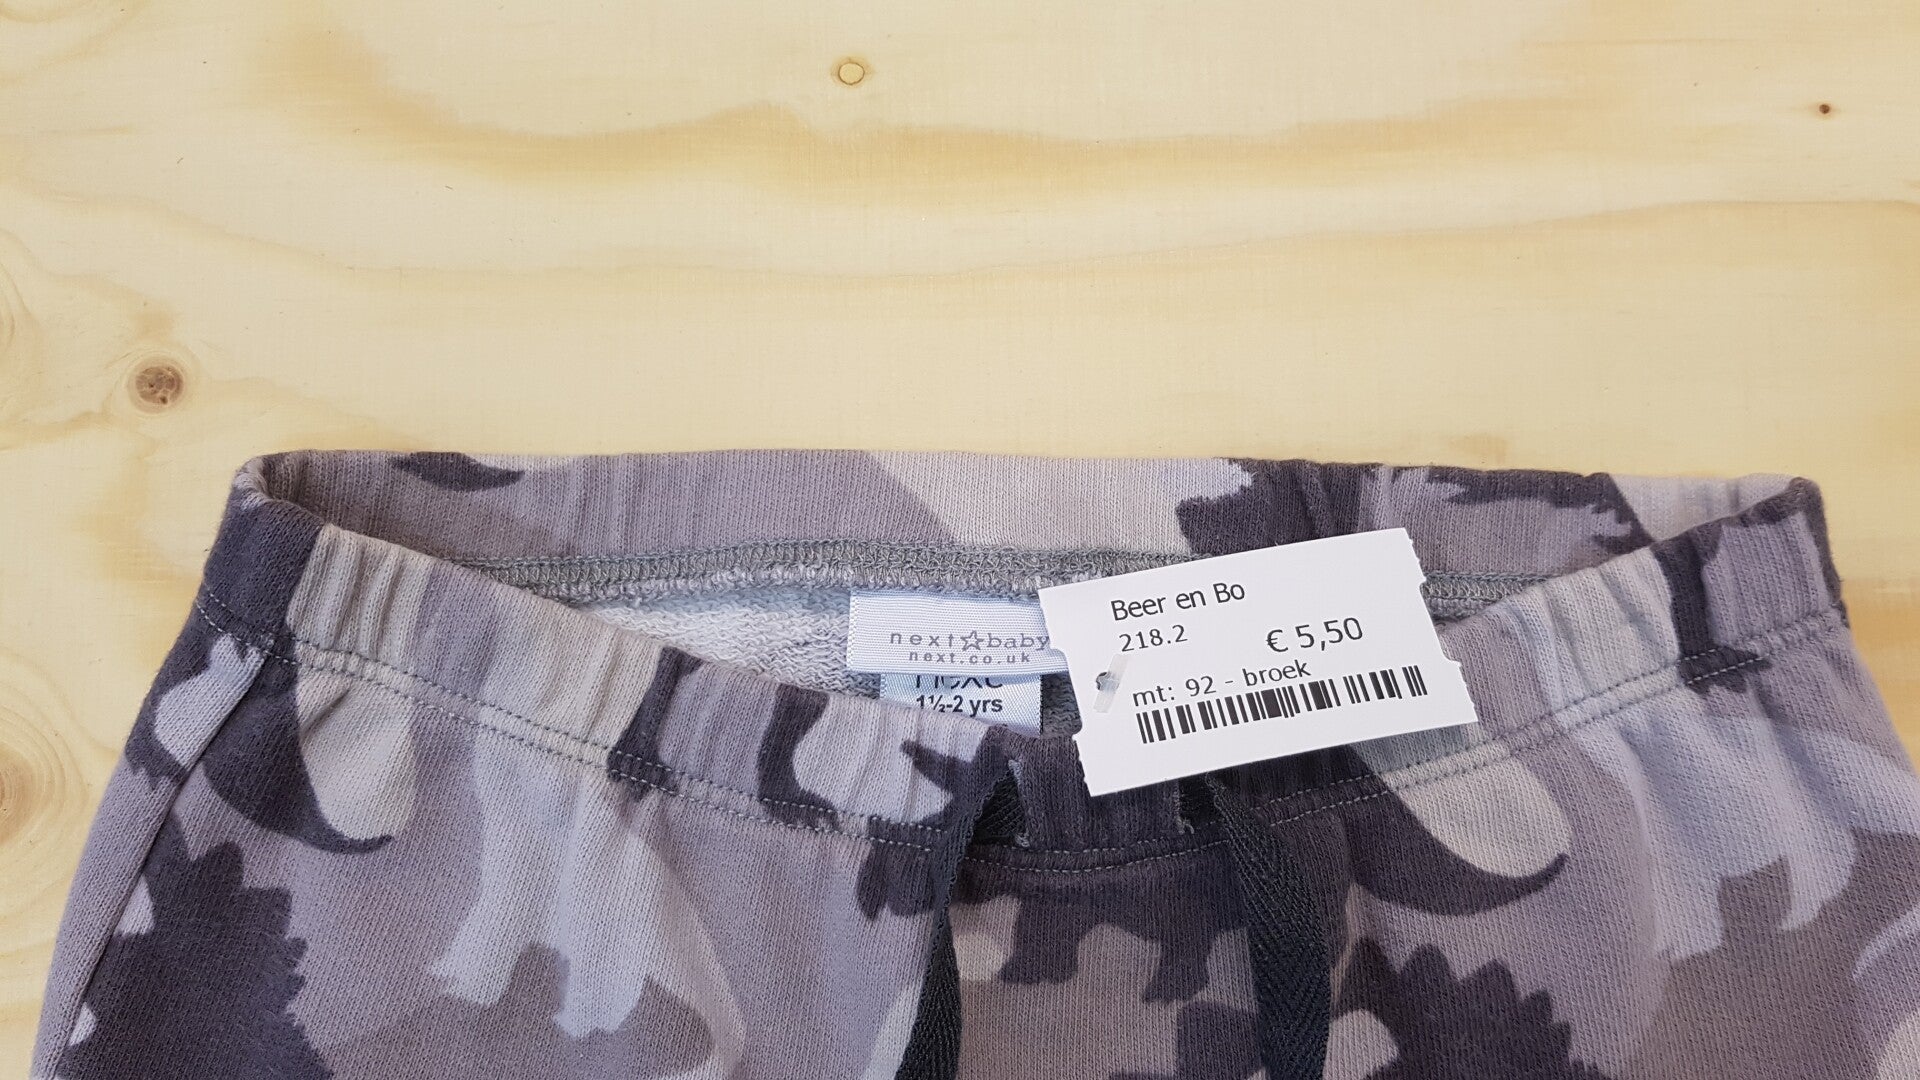 next☆baby
next.co.uk
next
1½-2 yrs
Beer en Bo
218.2
€ 5,50
mt: 92 - broek